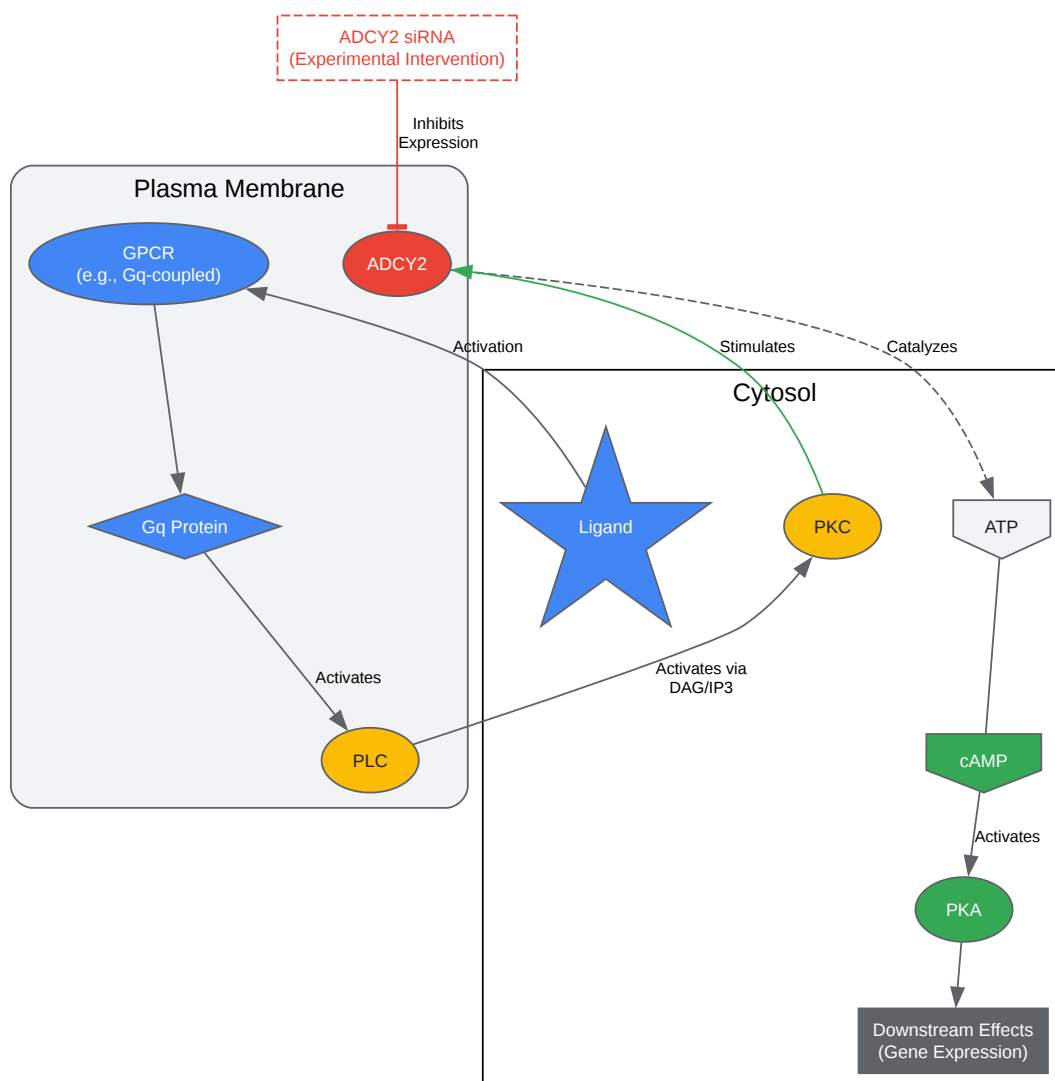 ADCY2 siRNA
(Experimental Intervention)
Inhibits
Expression
Plasma Membrane
GPCR
(e.g., Gq-coupled)
ADCY2
Activation
Stimulates
Catalyzes
Cytosol
Gq Protein
Ligand
PKC
ATP
Activates
Activates via
DAG/IP3
PLC
cAMP
Activates
PKA
Downstream Effects
(Gene Expression)